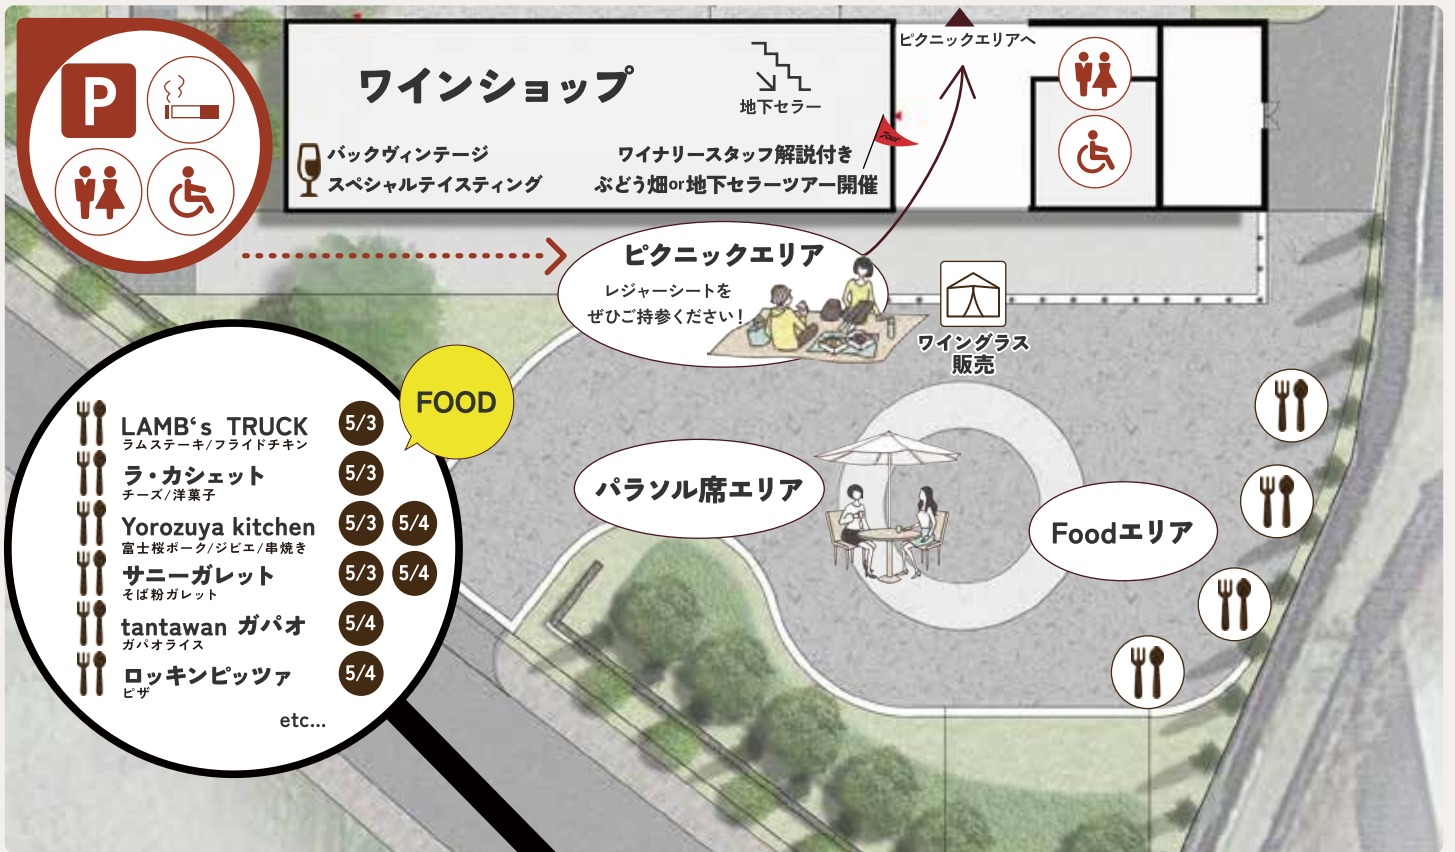 P
ワインショップ
地下セラー
バックヴィンテージ
スペシャルテイスティング
ワイナリースタッフ解説付き
ぶどう畑or地下セラーツアー開催
Tour
ピクニックエリアへ
ピクニックエリア
レジャーシートを
ぜひご持参ください!
ワイングラス
販売
FOOD
LAMB‘s TRUCK 5/3
ラムステーキ/フライドチキン
ラ・カシェット 5/3
チーズ/洋菓子
Yorozuya kitchen 5/3 5/4
富士桜ポーク/ジビエ/串焼き
サニーガレット 5/3 5/4
そば粉ガレット
tantawan ガパオ 5/4
ガパオライス
ロッキンピッツァ 5/4
ピザ
etc...
パラソル席エリア
Foodエリア